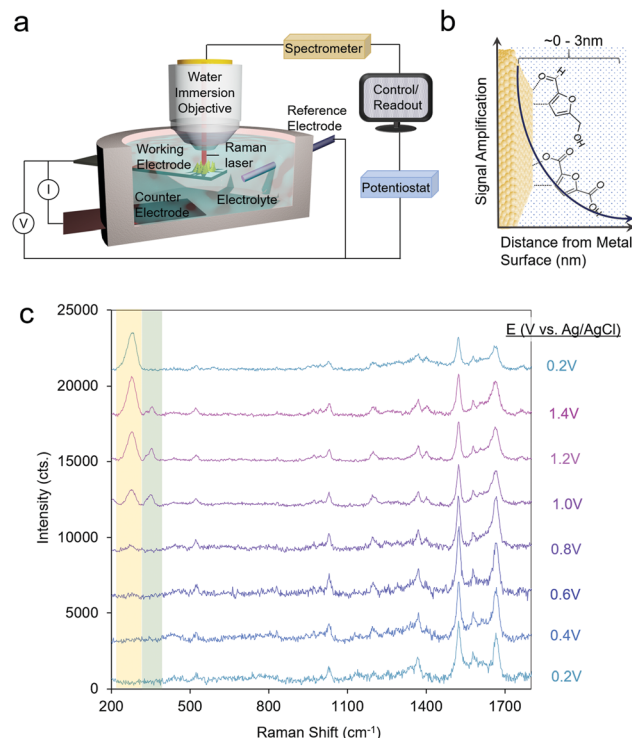 a
Spectrometer
Water
Immersion
Objective
Control/
Readout
Reference
Electrode
Working
Electrode
Raman
laser
Counter
Electrode
Electrolyte
Potentiostat
I
V
b
~0 - 3nm
Signal Amplification
O
H
O
OH
O
O
O
O
OH
Distance from Metal
Surface (nm)
c
E (V vs. Ag/AgCl)
25000
20000
15000
10000
5000
0
Intensity (cts.)
0.2V
1.4V
1.2V
1.0V
0.8V
0.6V
0.4V
0.2V
200
500
800
1100
1400
1700
Raman Shift (cm⁻¹)